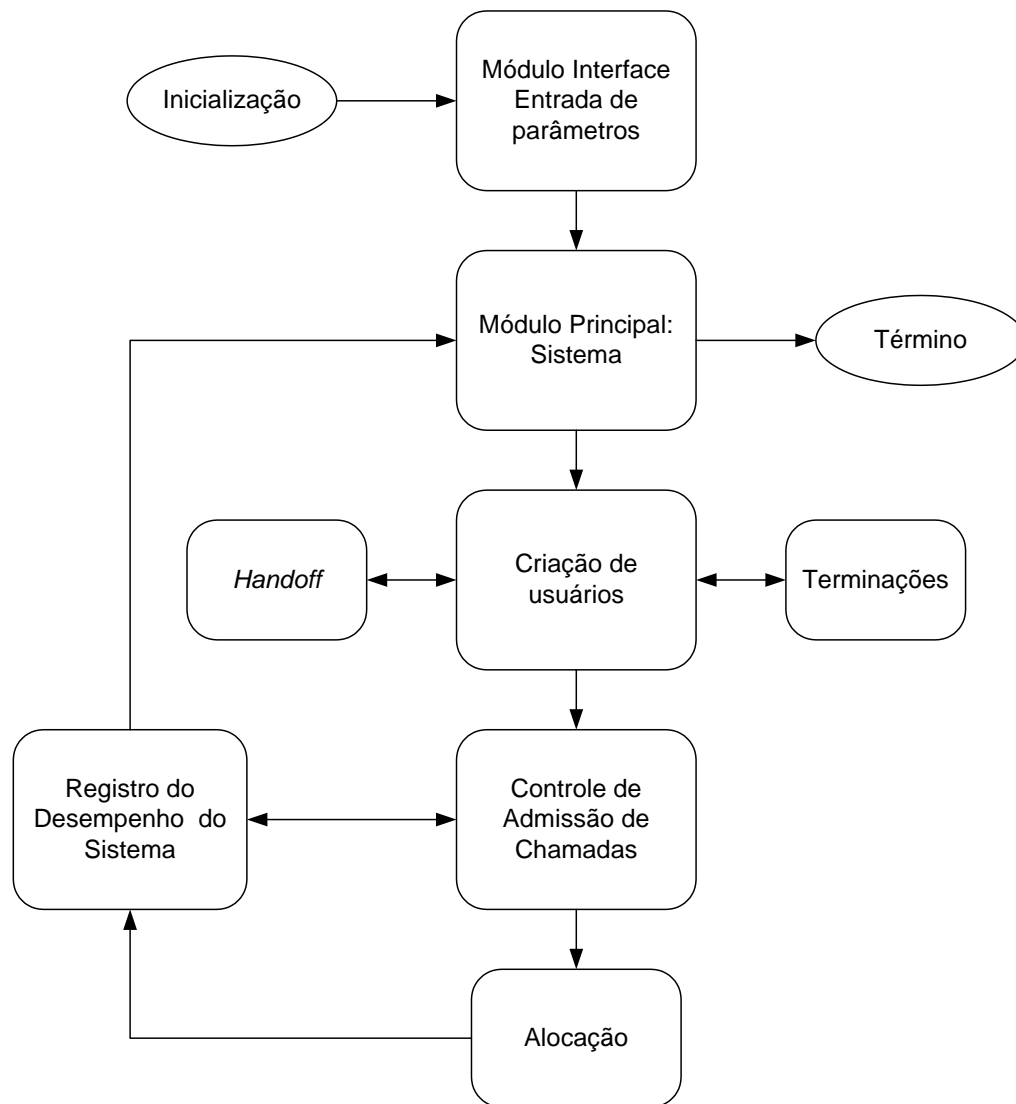 Inicialização
Módulo Interface
Entrada de
parâmetros
Módulo Principal:
Sistema
Término
Handoff
Criação de
usuários
Terminações
Registro do
Desempenho  do
Sistema
Controle de
Admissão de
Chamadas
Alocação